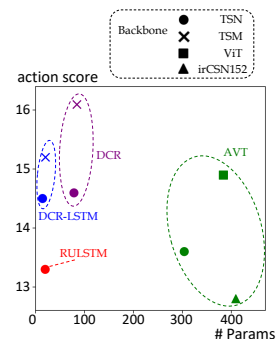 Backbone
TSN
TSM
ViT
irCSN152
action score
16
15
14
13
DCR
AVT
DCR-LSTM
RULSTM
0
100
200
300
400
# Params